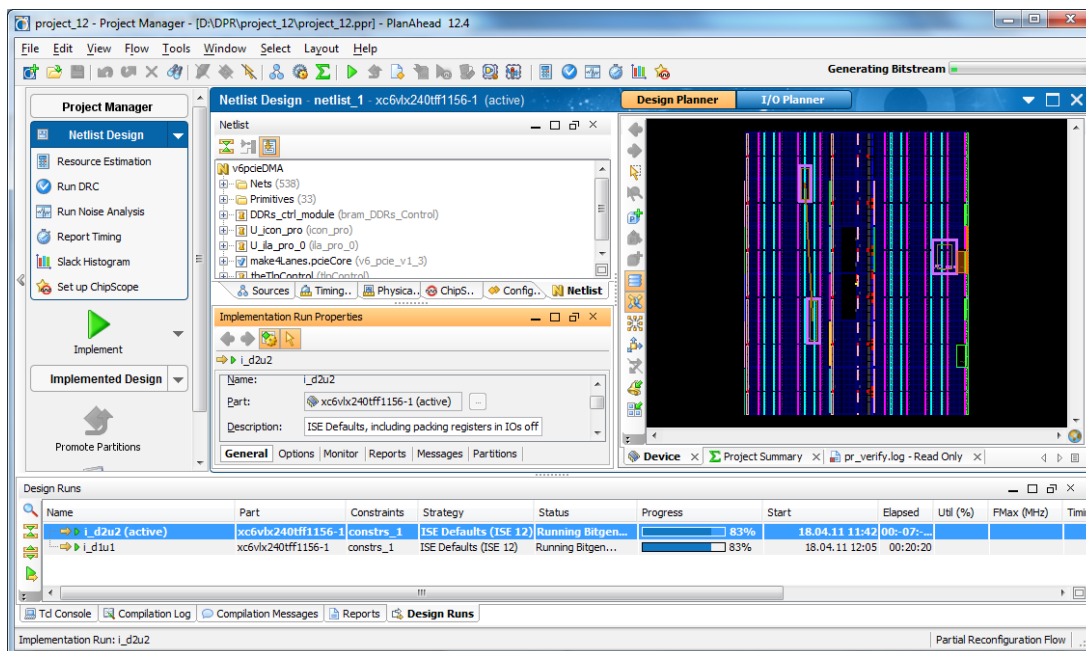 project_12 - Project Manager - [D:\DPR\project_12\project_12.ppr] - PlanAhead 12.4
File Edit View Flow Tools Window Select Layout Help
Generating Bitstream
Project Manager
Netlist Design
Resource Estimation
Run DRC
Run Noise Analysis
Report Timing
Slack Histogram
Set up ChipScope
Implement
Implemented Design
Promote Partitions
Netlist Design - netlist_1 - xc6vlx240tff1156-1 (active)
Netlist
v6pcieDMA
Nets (538)
Primitives (33)
DDRs_ctrl_module (bram_DDRs_Control)
U_icon_pro (icon_pro)
U_ila_pro_0 (ila_pro_0)
make4Lanes.pcieCore (v6_pcie_v1_3)
theTlpControl (tlpControl)
Sources Timing.. Physica.. ChipS.. Config.. Netlist
Implementation Run Properties
i_d2u2
Name: i_d2u2
Part: xc6vlx240tff1156-1 (active) ...
Description: ISE Defaults, including packing registers in IOs off
General Options Monitor Reports Messages Partitions
Design Planner I/O Planner
Device Project Summary pr_verify.log - Read Only
Design Runs
Name Part Constraints Strategy Status Progress Start Elapsed Util (%) FMax (MHz) Timi
i_d2u2 (active) xc6vlx240tff1156-1 constrs_1 ISE Defaults (ISE 12) Running Bitgen... 83% 18.04.11 11:42 00:-07:-...
i_d1u1 xc6vlx240tff1156-1 constrs_1 ISE Defaults (ISE 12) Running Bitgen... 83% 18.04.11 12:05 00:20:20
Tcl Console Compilation Log Compilation Messages Reports Design Runs
Implementation Run: i_d2u2
Partial Reconfiguration Flow